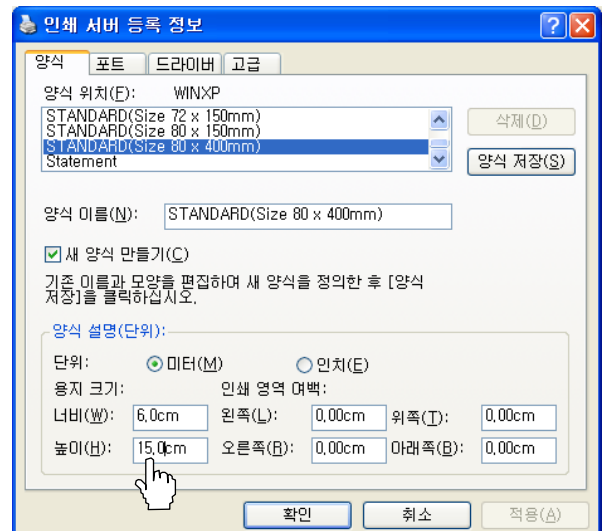 인쇄 서버 등록 정보
양식 포트 드라이버 고급
양식 위치(F): WINXP
STANDARD(Size 72 x 150mm)
STANDARD(Size 80 x 150mm)
STANDARD(Size 80 x 400mm)
Statement
삭제(D)
양식 저장(S)
양식 이름(N): STANDARD(Size 80 x 400mm)
새 양식 만들기(C)
기존 이름과 모양을 편집하여 새 양식을 정의한 후 [양식
저장]을 클릭하십시오.
양식 설명(단위):
단위: 미터(M) 인치(E)
용지 크기: 인쇄 영역 여백:
너비(W): 6.0cm 왼쪽(L): 0.00cm 위쪽(T): 0.00cm
높이(H): 15.0cm 오른쪽(R): 0.00cm 아래쪽(B): 0.00cm
확인 취소 적용(A)